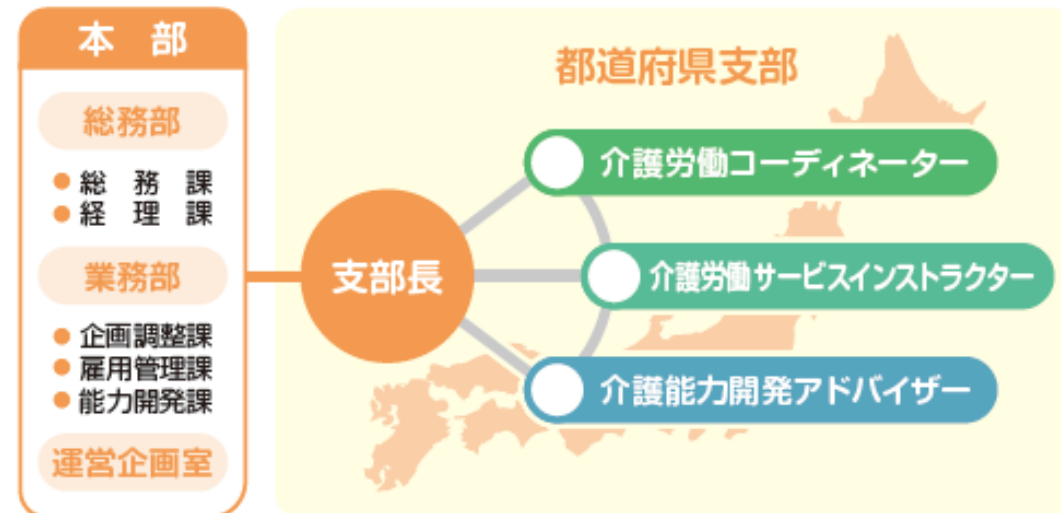 本　部
総務部
総　務　課
経　理　課
業務部
企画調整課
雇用管理課
能力開発課
運営企画室
都道府県支部
支部長
介護労働コーディネーター
介護労働サービスインストラクター
介護能力開発アドバイザー